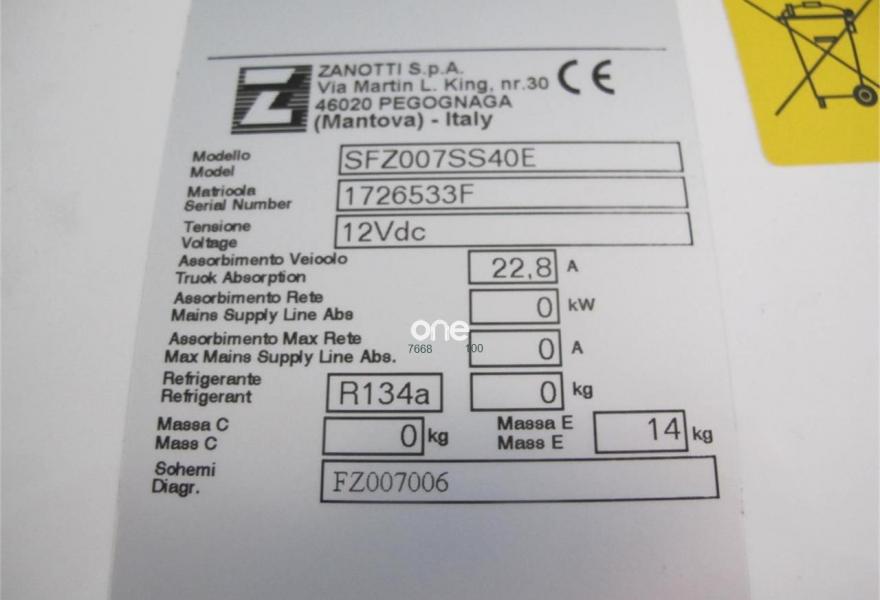 ZANOTTI S.p.A.
Via Martin L. King, nr.30
46020 PEGOGNAGA
(Mantova) - Italy
CE
Modello
Model
SFZ007SS40E
Matricola
Serial Number
1726533F
Tensione
Voltage
12Vdc
Assorbimento Veicolo
Truck Absorption
22,8 A
Assorbimento Rete
Mains Supply Line Abs
0 kW
Assorbimento Max Rete
Max Mains Supply Line Abs.
0 A
one
7668 100
Refrigerante
Refrigerant
R134a 0 kg
Massa C
Mass C
0 kg
Massa E
Mass E
14 kg
Schemi
Diagr.
FZ007006